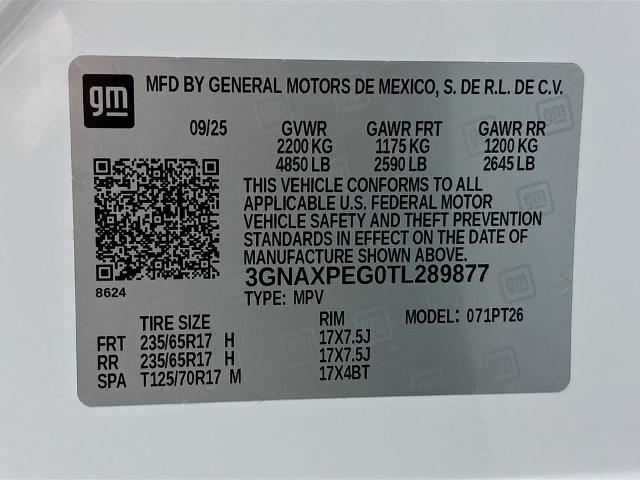 gm MFD BY GENERAL MOTORS DE MEXICO, S. DE R.L. DE C.V.
09/25 GVWR GAWR FRT GAWR RR
2200 KG 1175 KG 1200 KG
4850 LB 2590 LB 2645 LB
THIS VEHICLE CONFORMS TO ALL
APPLICABLE U.S. FEDERAL MOTOR
VEHICLE SAFETY AND THEFT PREVENTION
STANDARDS IN EFFECT ON THE DATE OF
MANUFACTURE SHOWN ABOVE.
3GNAXPEG0TL289877
8624
TYPE: MPV
TIRE SIZE RIM MODEL: 071PT26
FRT 235/65R17 H 17X7.5J
RR 235/65R17 H 17X7.5J
SPA T125/70R17 M 17X4BT